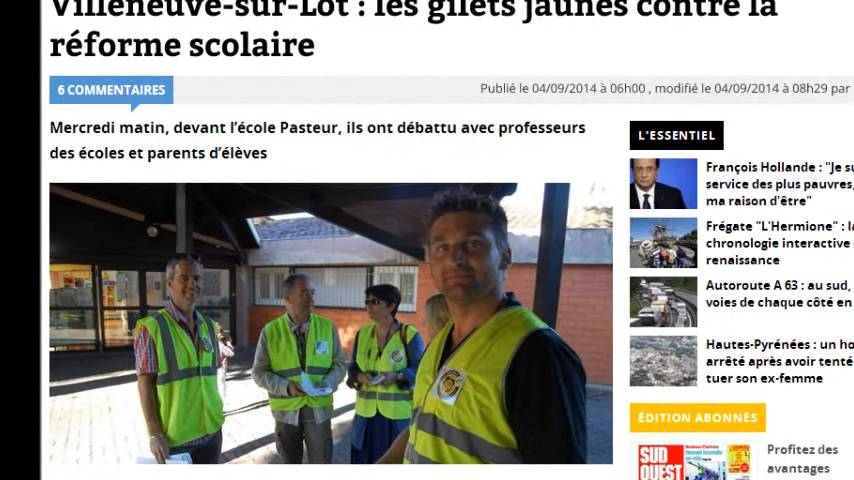 Villeneuve-sur-Lot : les gilets jaunes contre la
réforme scolaire
6 COMMENTAIRES
Publié le 04/09/2014 à 06h00 , modifié le 04/09/2014 à 08h29 par
Mercredi matin, devant l'école Pasteur, ils ont débattu avec professeurs
des écoles et parents d'élèves
L'ESSENTIEL
François Hollande : "Je su
service des plus pauvres,
ma raison d'être"
Frégate "L'Hermione" : la
chronologie interactive
renaissance
Autoroute A 63 : au sud,
voies de chaque côté en
Hautes-Pyrénées : un ho
arrêté après avoir tenté
tuer son ex-femme
ÉDITION ABONNÉS
SUD
OUEST
Profitez des
avantages